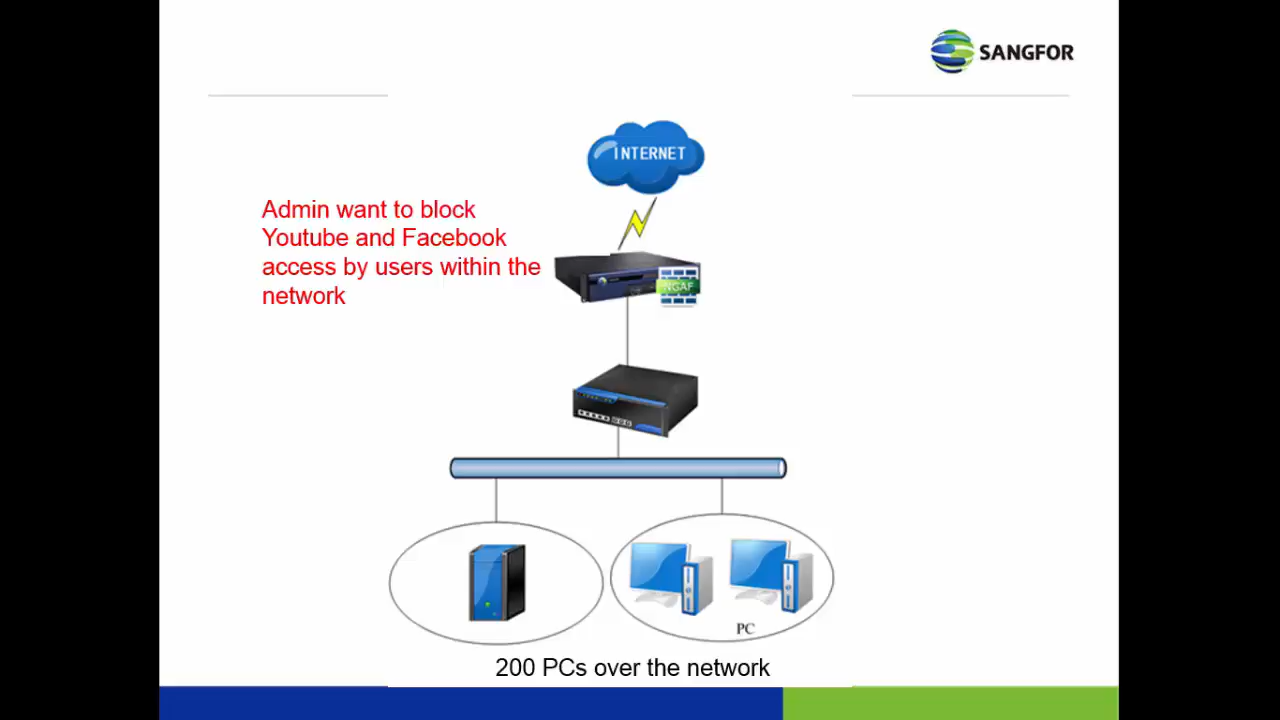 SANGFOR
INTERNET
Admin want to block
Youtube and Facebook
access by users within the
network
NGAF
PC
200 PCs over the network